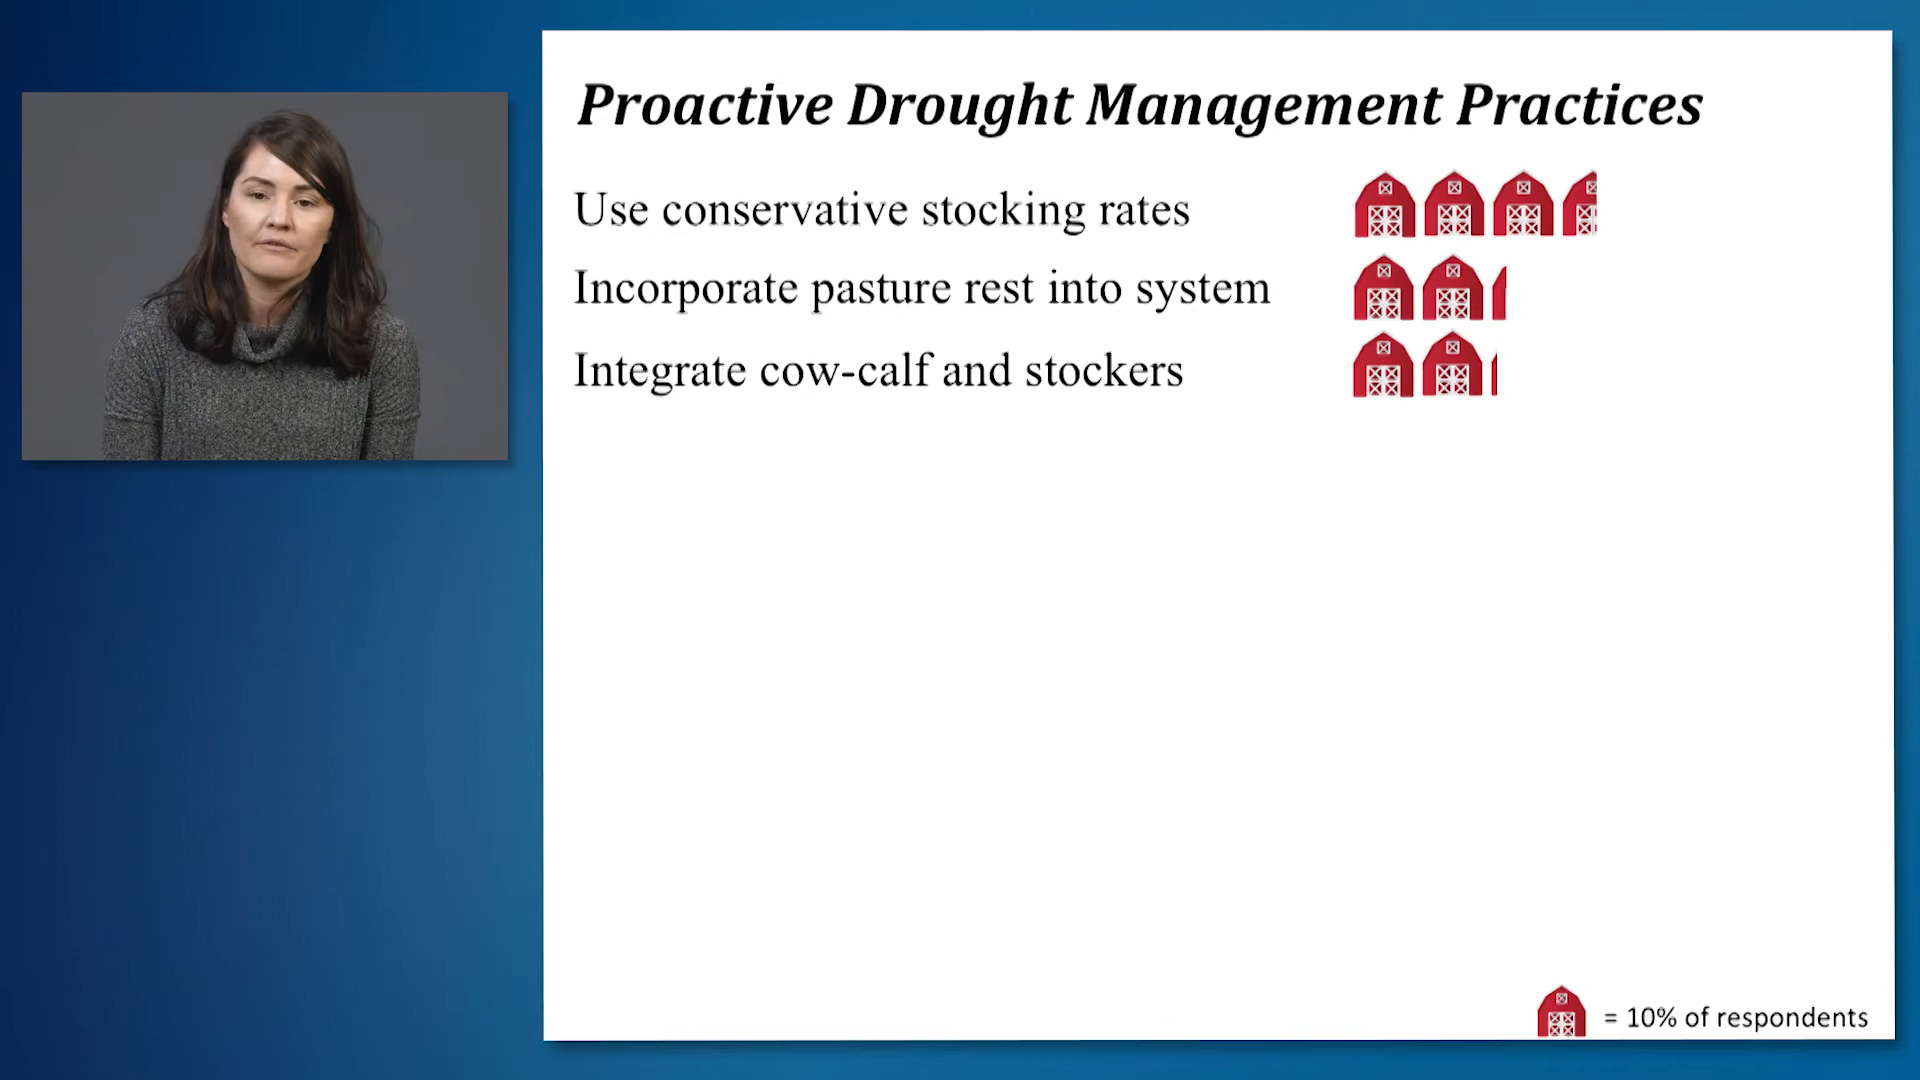 Proactive Drought Management Practices
Use conservative stocking rates
Incorporate pasture rest into system
Integrate cow-calf and stockers
= 10% of respondents